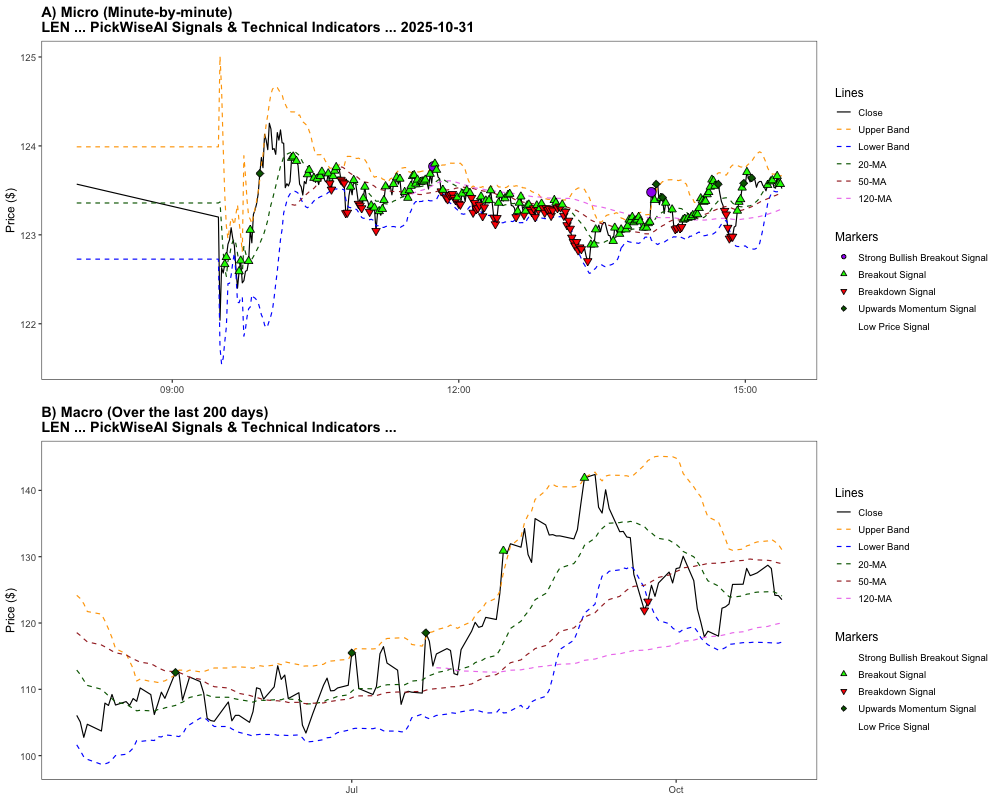 A) Micro (Minute-by-minute)
LEN ... PickWiseAI Signals & Technical Indicators ... 2025-10-31
Price ($)
125
124
123
122
09:00
12:00
15:00
Lines
Close
Upper Band
Lower Band
20-MA
50-MA
120-MA
Markers
Strong Bullish Breakout Signal
Breakout Signal
Breakdown Signal
Upwards Momentum Signal
Low Price Signal
B) Macro (Over the last 200 days)
LEN ... PickWiseAI Signals & Technical Indicators ...
Price ($)
140
130
120
110
100
Jul
Oct
Lines
Close
Upper Band
Lower Band
20-MA
50-MA
120-MA
Markers
Strong Bullish Breakout Signal
Breakout Signal
Breakdown Signal
Upwards Momentum Signal
Low Price Signal